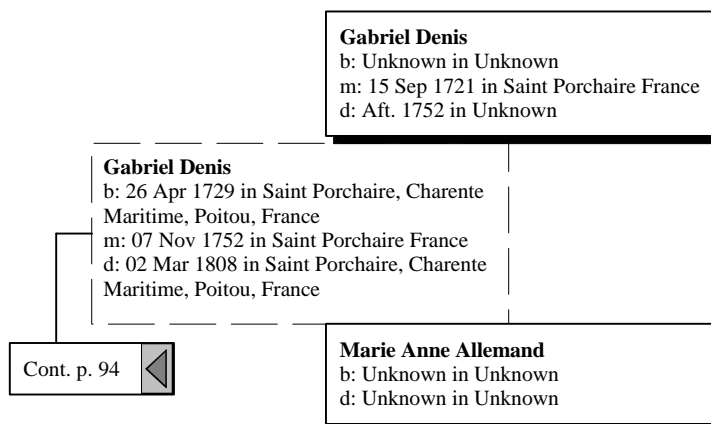 Gabriel Denis
b: Unknown in Unknown
m: 15 Sep 1721 in Saint Porchaire France
d: Aft. 1752 in Unknown
Gabriel Denis
b: 26 Apr 1729 in Saint Porchaire, Charente
Maritime, Poitou, France
m: 07 Nov 1752 in Saint Porchaire France
d: 02 Mar 1808 in Saint Porchaire, Charente
Maritime, Poitou, France
Cont. p. 94
Marie Anne Allemand
b: Unknown in Unknown
d: Unknown in Unknown